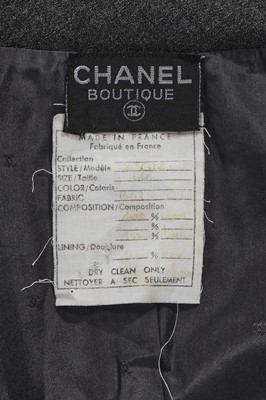 CHANEL
BOUTIQUE
MADE IN FRANCE
Fabriqué en France
Collection
STYLE/Modèle
SIZE/Taille
COLOR/Coloris
FABRIC
COMPOSITION/Composition
%
%
%
LINING/Doublure
%
DRY CLEAN ONLY
NETTOYER A SEC SEULEMENT